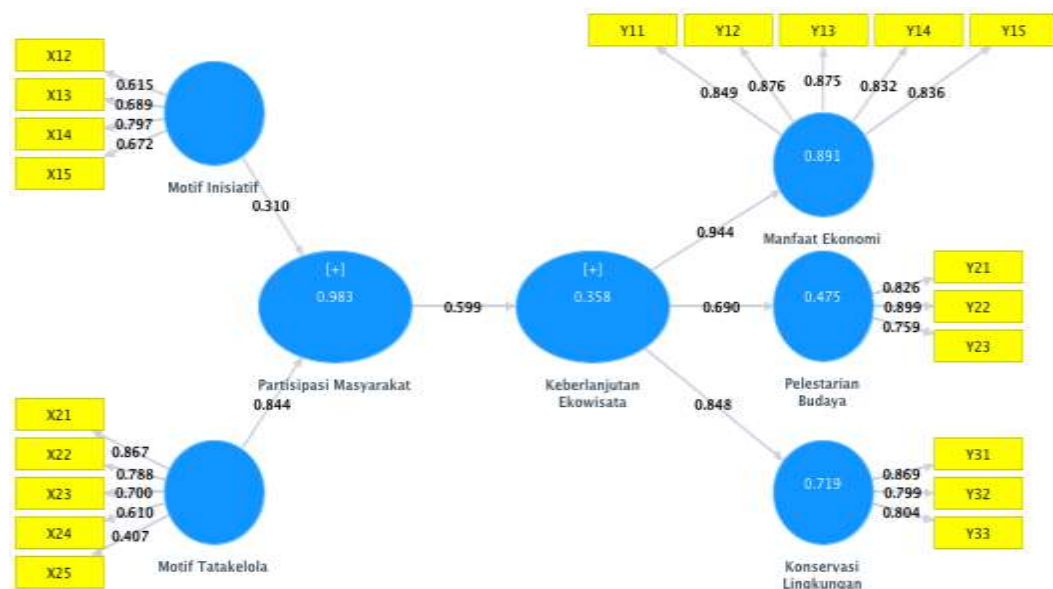 Y11 Y12 Y13 Y14 Y15
X12
X13
X14
X15
0.615
0.689
0.797
0.672
Motif Inisiatif
0.310
0.849 0.876 0.875 0.832 0.836
0.891
Manfaat Ekonomi
0.944
[+]
0.983
Partisipasi Masyarakat
0.599
[+]
0.358
Keberlanjutan
Ekowisata
0.690
0.475
Pelestarian
Budaya
0.826
0.899
0.759
Y21
Y22
Y23
0.844
0.848
X21
X22
X23
X24
X25
0.867
0.788
0.700
0.610
0.407
Motif Tatakelola
0.719
Konservasi
Lingkungan
0.869
0.799
0.804
Y31
Y32
Y33